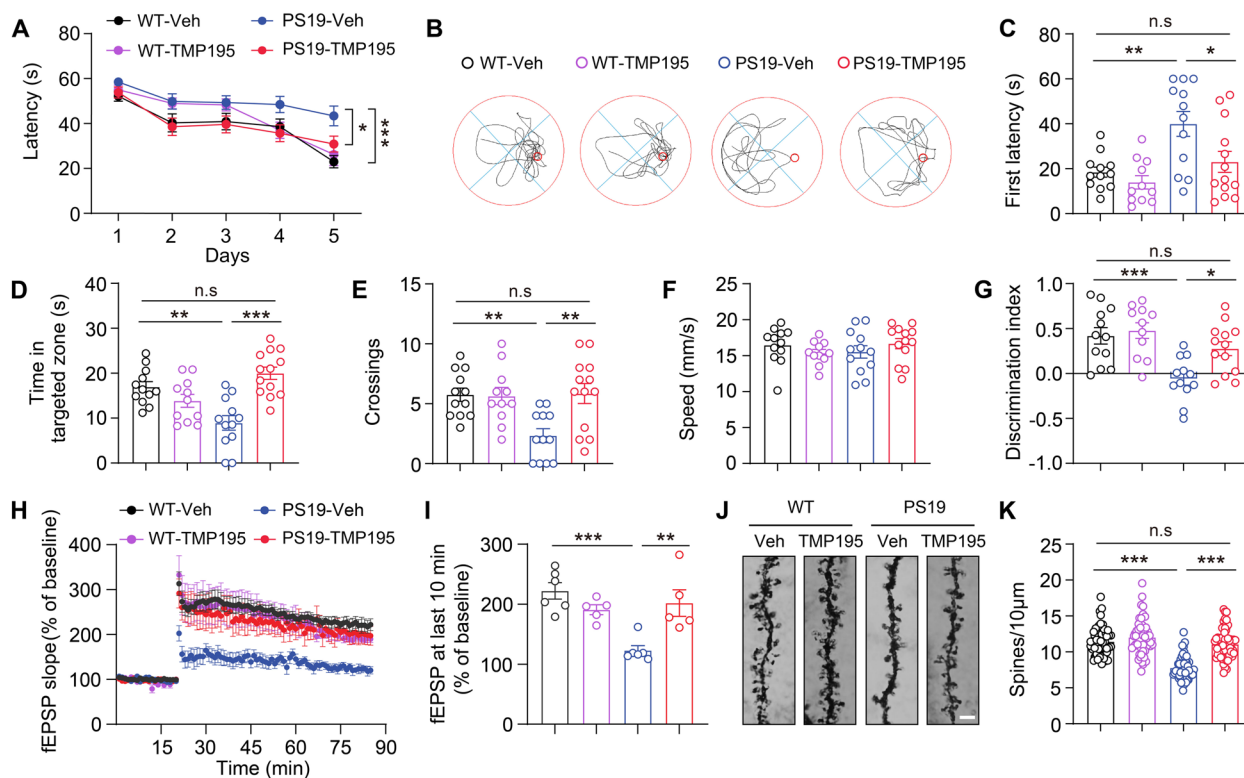 A
WT-Veh
PS19-Veh
WT-TMP195
PS19-TMP195
Latency (s)
80
60
40
20
0
1 2 3 4 5
Days
*
***
B
WT-Veh WT-TMP195 PS19-Veh PS19-TMP195
C
n.s
** *
First latency (s)
80
60
40
20
0
D
n.s
** ***
Time in
targeted zone (s)
40
30
20
10
0
E
n.s
** **
Crossings
15
10
5
0
F
Speed (mm/s)
25
20
15
10
5
0
G
n.s
*** *
Discrimination index
1.0
0.5
0.0
-0.5
-1.0
H
WT-Veh
PS19-Veh
WT-TMP195
PS19-TMP195
fEPSP slope (% of baseline)
400
300
200
100
0
15 30 45 60 75 90
Time (min)
I
*** **
fEPSP at last 10 min
(% of baseline)
300
200
100
0
J
WT PS19
Veh TMP195 Veh TMP195
K
n.s
*** ***
Spines/10μm
25
20
15
10
5
0